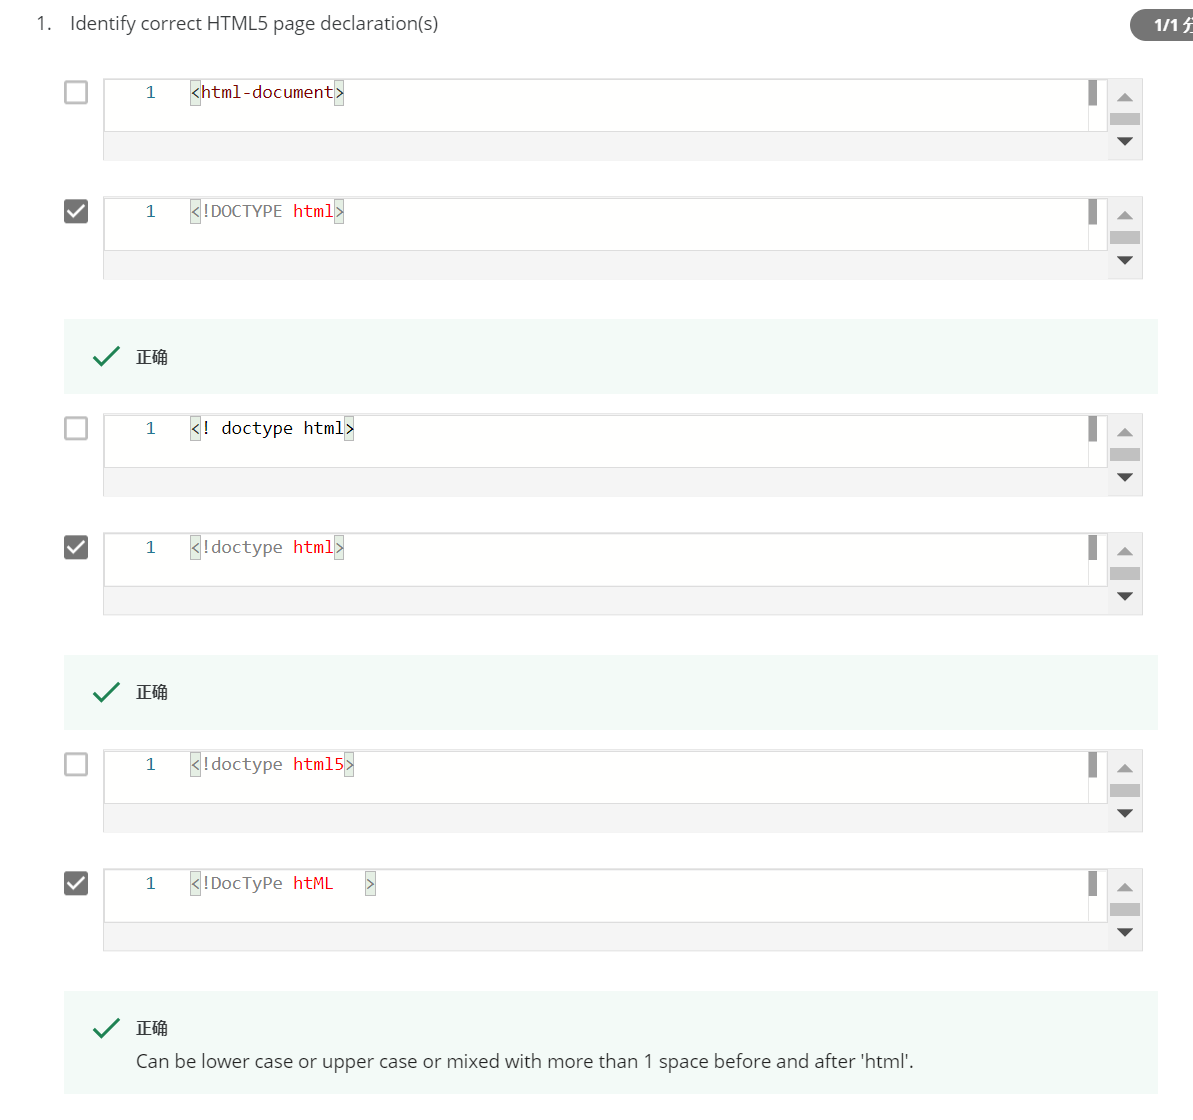 1. Identify correct HTML5 page declaration(s)
1/1 分
1 <html-document>
1 <!DOCTYPE html>
正确
1 <! doctype html>
1 <!doctype html>
正确
1 <!doctype html5>
1 <!DocTyPe htML   >
正确
Can be lower case or upper case or mixed with more than 1 space before and after 'html'.